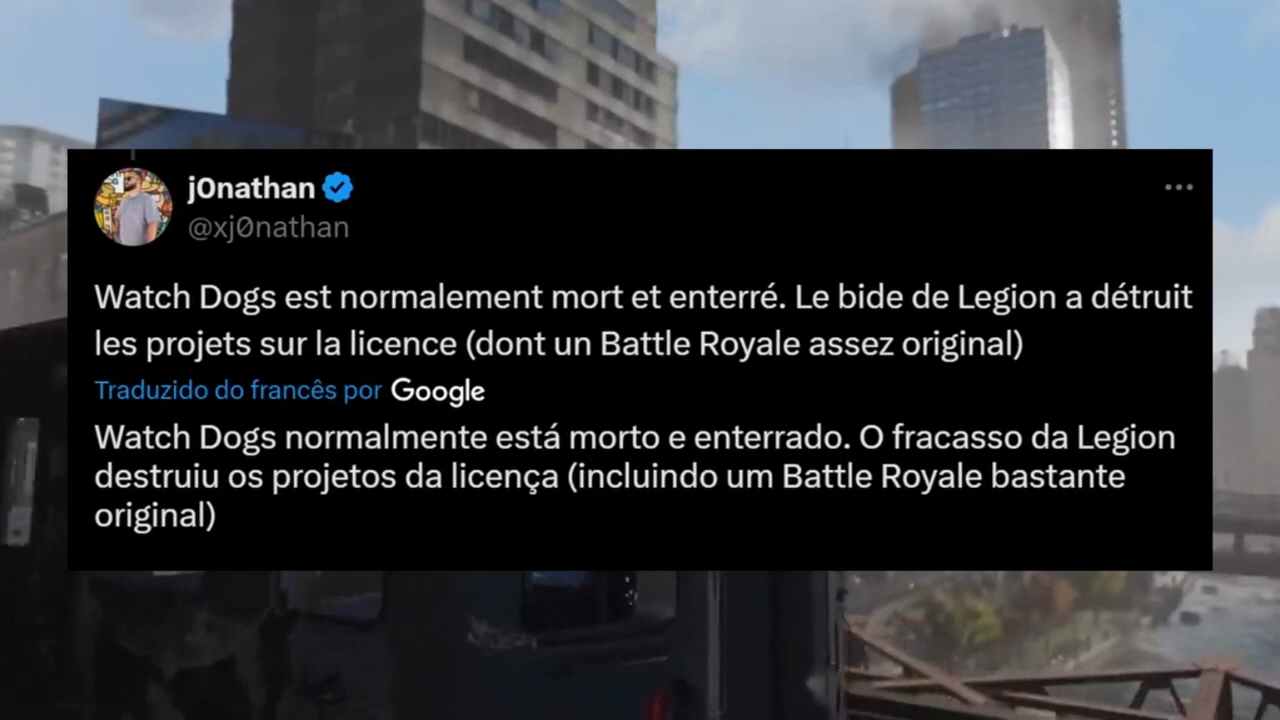 j0nathan
@xj0nathan
Watch Dogs est normalement mort et enterré. Le bide de Legion a détruit
les projets sur la licence (dont un Battle Royale assez original)
Traduzido do francês por Google
Watch Dogs normalmente está morto e enterrado. O fracasso da Legion
destruiu os projetos da licença (incluindo um Battle Royale bastante
original)